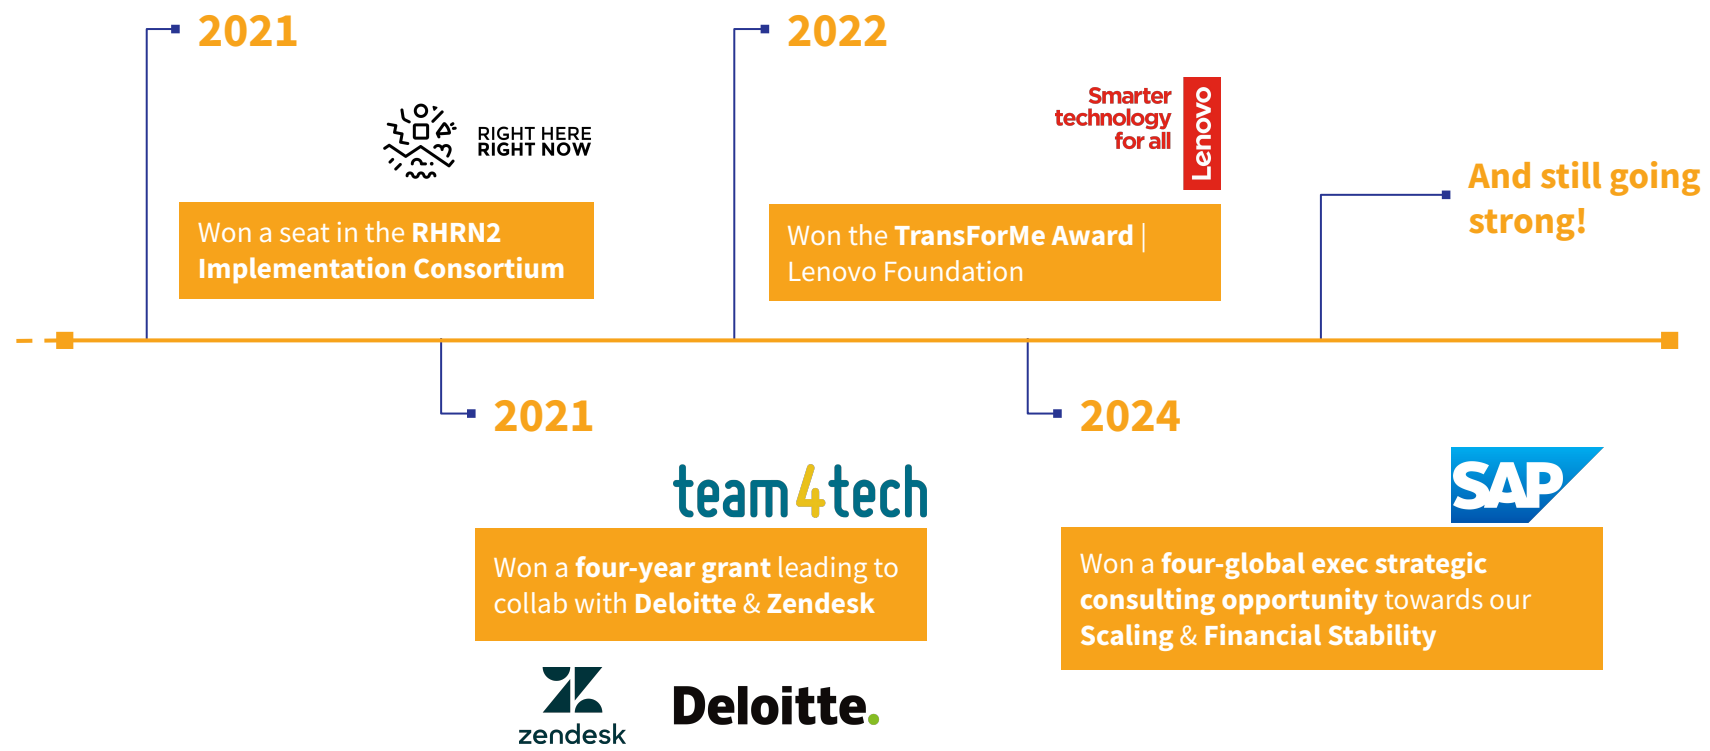 2021
RIGHT HERE
RIGHT NOW
Won a seat in the RHRN2
Implementation Consortium
2021
team4tech
Won a four-year grant leading to
collab with Deloitte & Zendesk
zendesk
Deloitte.
2022
Smarter
technology
for all
Lenovo
Won the TransForMe Award |
Lenovo Foundation
2024
SAP
Won a four-global exec strategic
consulting opportunity towards our
Scaling & Financial Stability
And still going
strong!